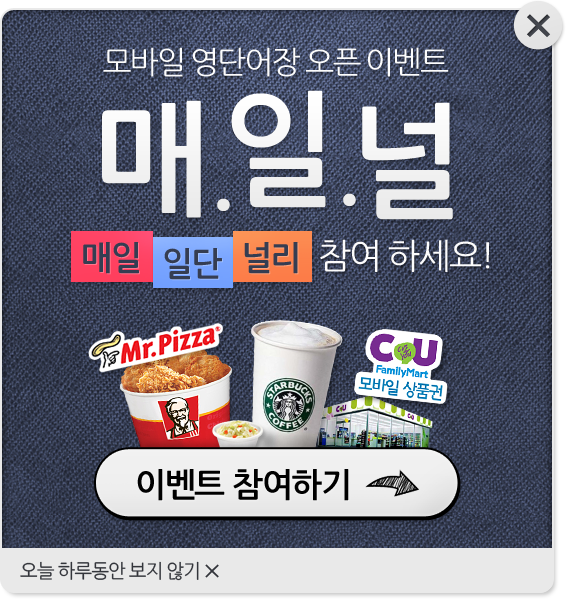 모바일 영단어장 오픈 이벤트
매.일.널
매일 일단 널리 참여 하세요!
Mr.Pizza®
CU
FamilyMart
모바일 상품권
STARBUCKS
COFFEE
KFC
CU
이벤트 참여하기
오늘 하루동안 보지 않기 ×